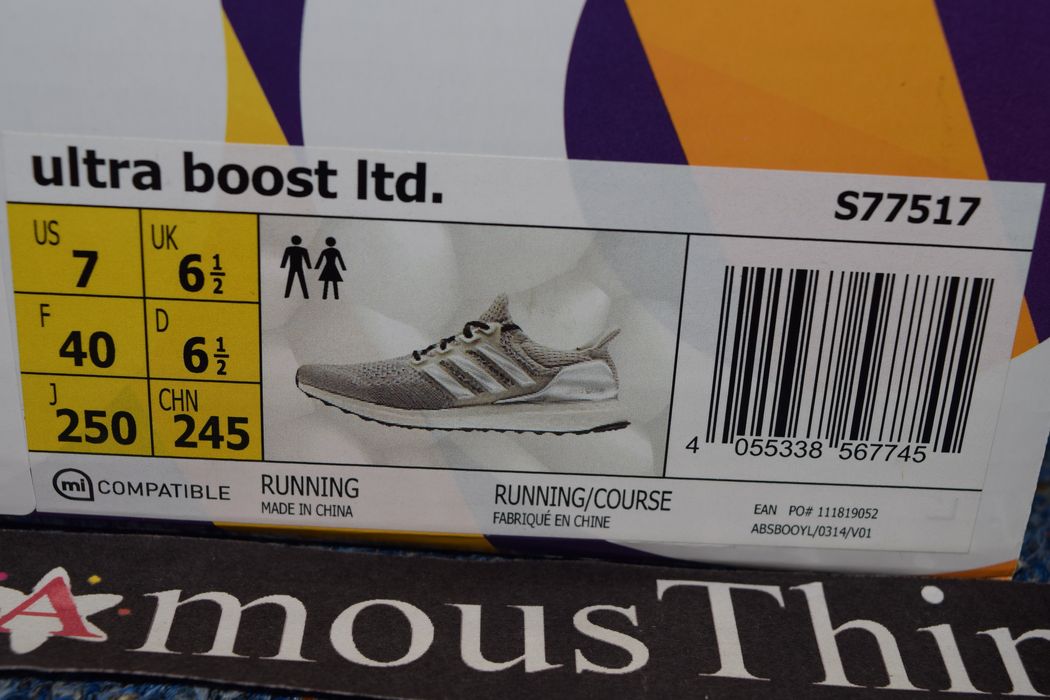 ultra boost ltd.
S77517
US 7
UK 6 1/2
F 40
D 6 1/2
J 250
CHN 245
4 055338 567745
mi COMPATIBLE
RUNNING
MADE IN CHINA
RUNNING/COURSE
FABRIQUÉ EN CHINE
EAN PO# 111819052
ABSBOOYL/0314/V01
AmousThin